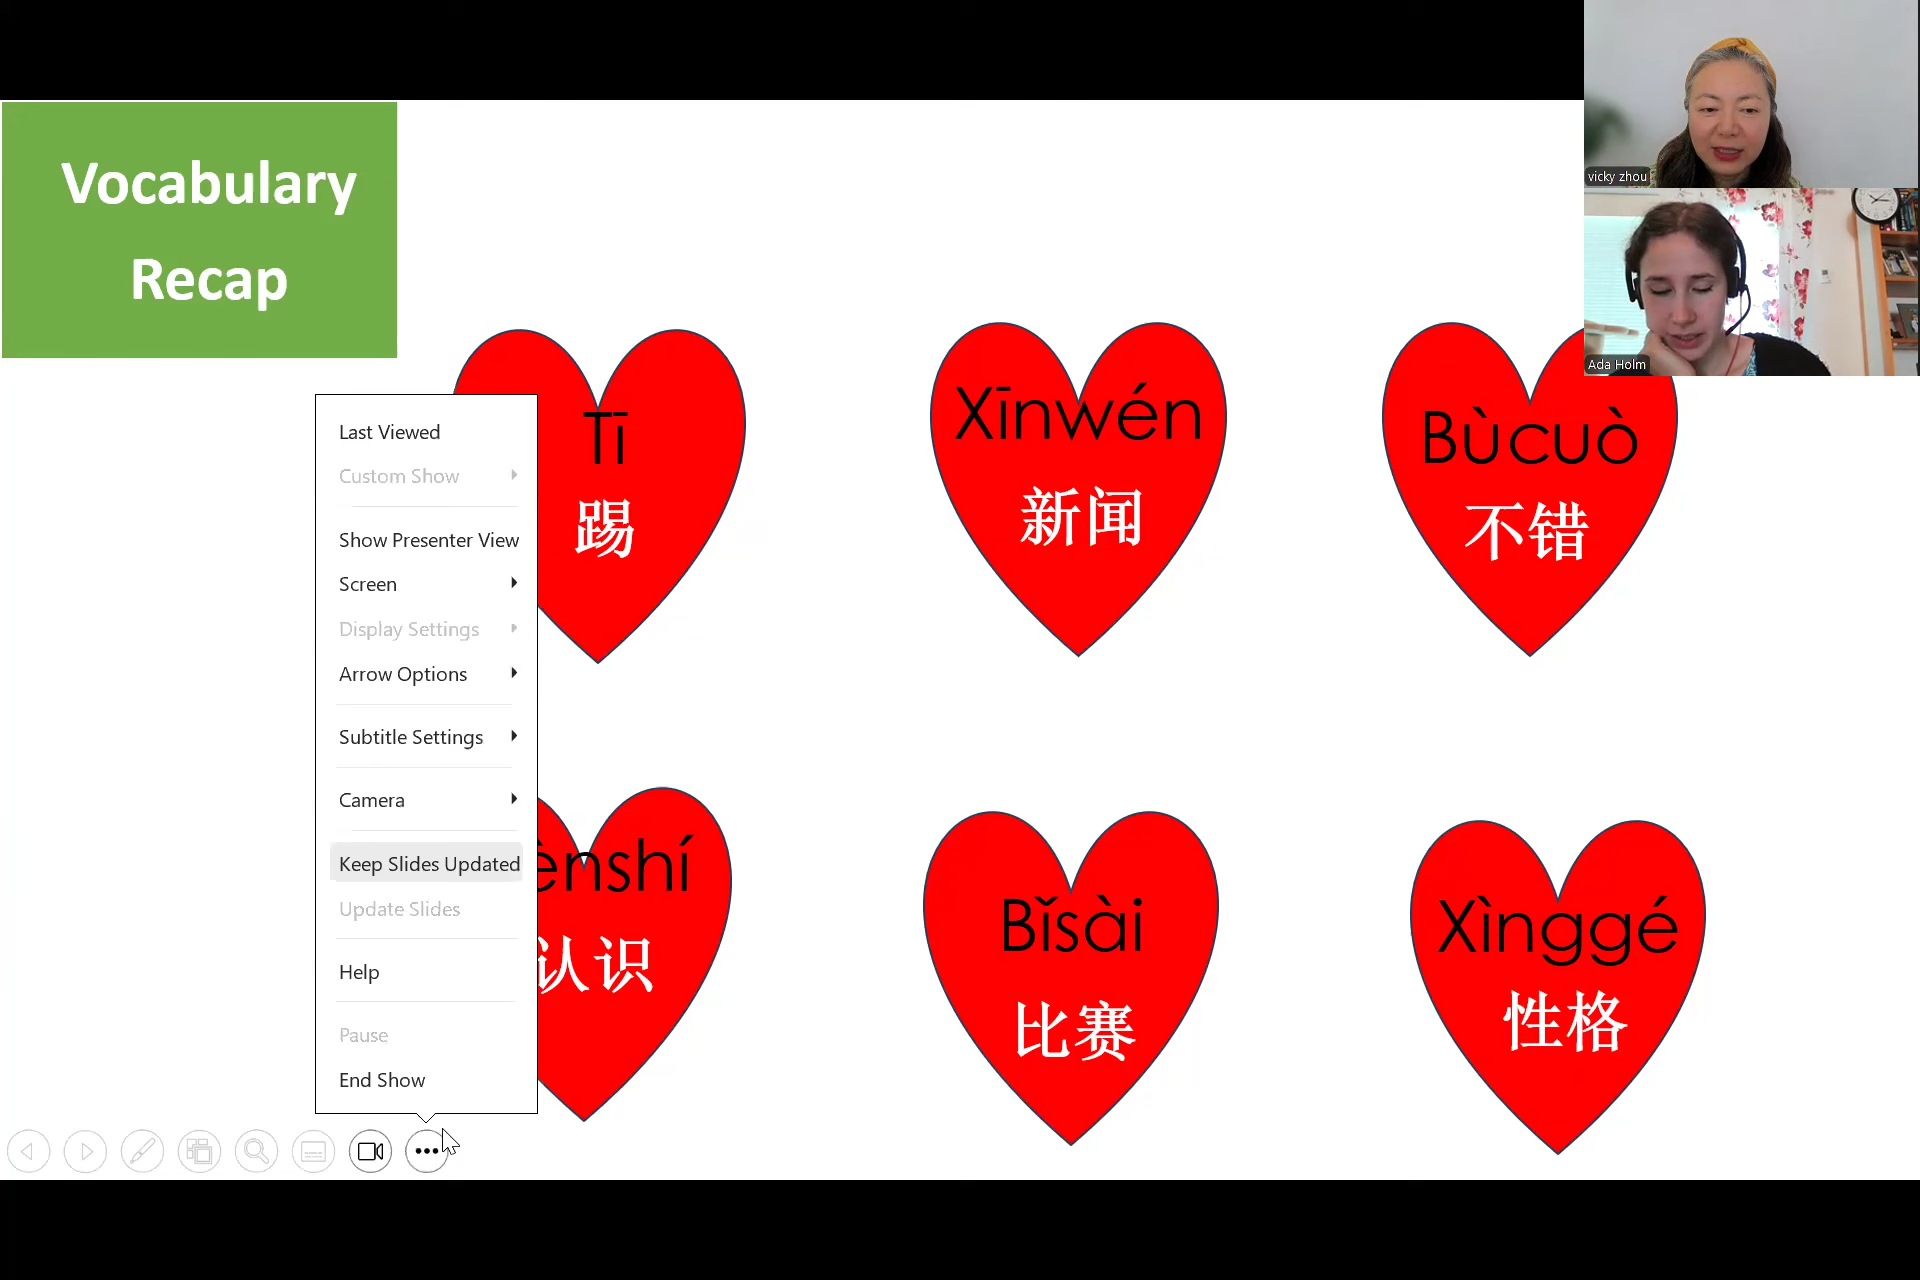 Vocabulary
Recap
vicky zhou
Ada Holm
Tī
踢
Xīnwén
新闻
Bùcuò
不错
ènshí
认识
Bǐsài
比赛
Xìnggé
性格
Last Viewed
Custom Show
Show Presenter View
Screen
Display Settings
Arrow Options
Subtitle Settings
Camera
Keep Slides Updated
Update Slides
Help
Pause
End Show